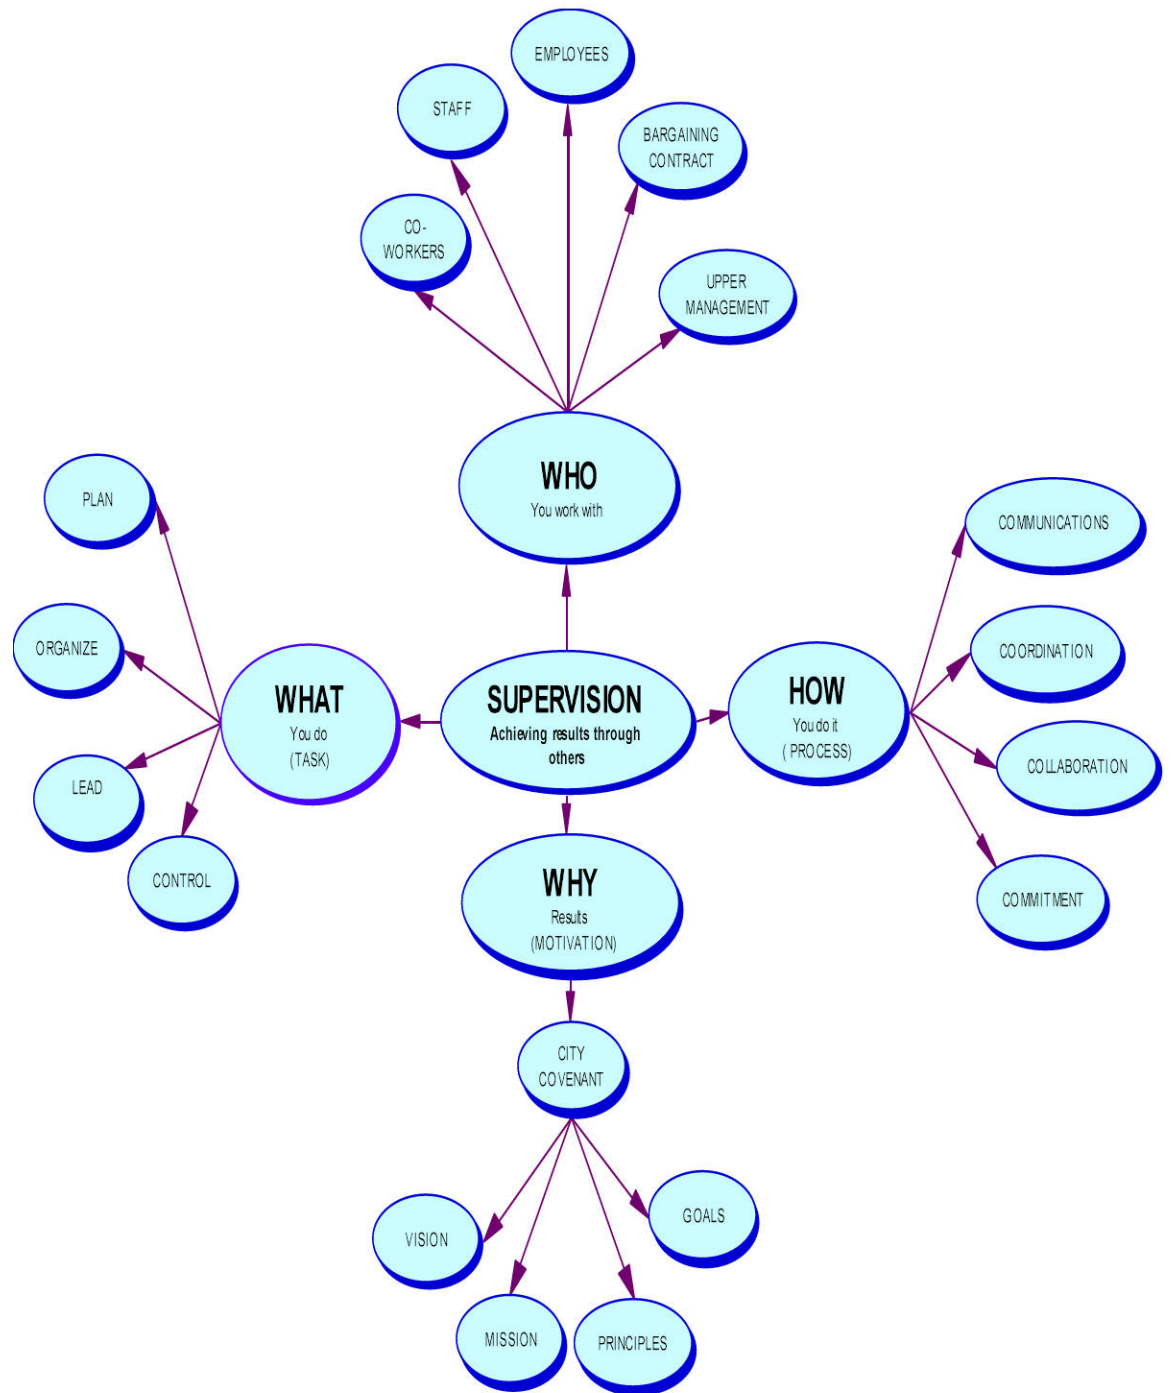 EMPLOYEES
STAFF
BARGAINING
CONTRACT
CO-
WORKERS
UPPER
MANAGEMENT
WHO
You work with
PLAN
COMMUNICATIONS
ORGANIZE
COORDINATION
WHAT
You do
(TASK)
SUPERVISION
Achieving results through
others
HOW
You do it
( PROCESS)
LEAD
COLLABORATION
CONTROL
COMMITMENT
WHY
Results
(MOTIVATION)
CITY
COVENANT
VISION
GOALS
MISSION
PRINCIPLES